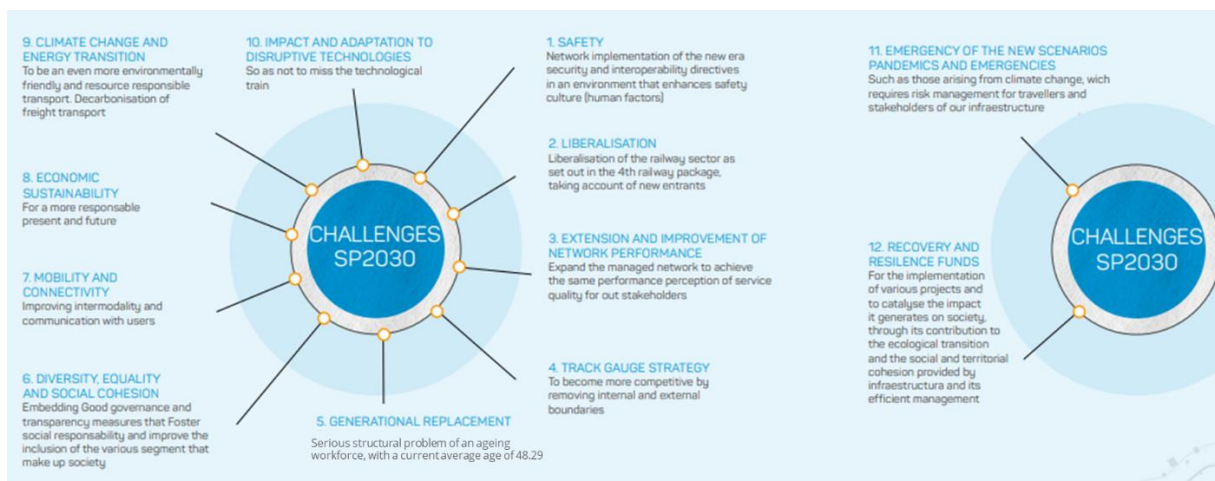 9. CLIMATE CHANGE AND
ENERGY TRANSITION
To be an even more environmentally
friendly and resource responsible
transport. Decarbonisation of
freight transport
10. IMPACT AND ADAPTATION TO
DISRUPTIVE TECHNOLOGIES
So as not to miss the technological
train
1. SAFETY
Network implementation of the new era
security and interoperability directives
in an environment that enhances safety
culture (human factors)
2. LIBERALISATION
Liberalisation of the railway sector as
set out in the 4th railway package,
taking account of new entrants
8. ECONOMIC
SUSTAINABILITY
For a more responsible
present and future
CHALLENGES
SP2030
3. EXTENSION AND IMPROVEMENT OF
NETWORK PERFORMANCE
Expand the managed network to achieve
the same performance perception of service
quality for out stakeholders
7. MOBILITY AND
CONNECTIVITY
Improving intermodality and
communication with users
4. TRACK GAUGE STRATEGY
To become more competitive by
removing internal and external
boundaries
6. DIVERSITY, EQUALITY
AND SOCIAL COHESION
Embedding Good governance and
transparency measures that Foster
social responsability and improve the
inclusion of the various segment that
make up society
5. GENERATIONAL REPLACEMENT
Serious structural problem of an ageing
workforce, with a current average age of 48.29
11. EMERGENCY OF THE NEW SCENARIOS
PANDEMICS AND EMERGENCIES
Such as those arising from climate change, wich
requires risk management for travellers and
stakeholders of our infraestructure
CHALLENGES
SP2030
12. RECOVERY AND
RESILENCE FUNDS
For the implementation
of various projects and
to catalyse the impact
it generates on society,
through its contribution to
the ecological transition
and the social and territorial
cohesion provided by
infraestructura and its
efficient management